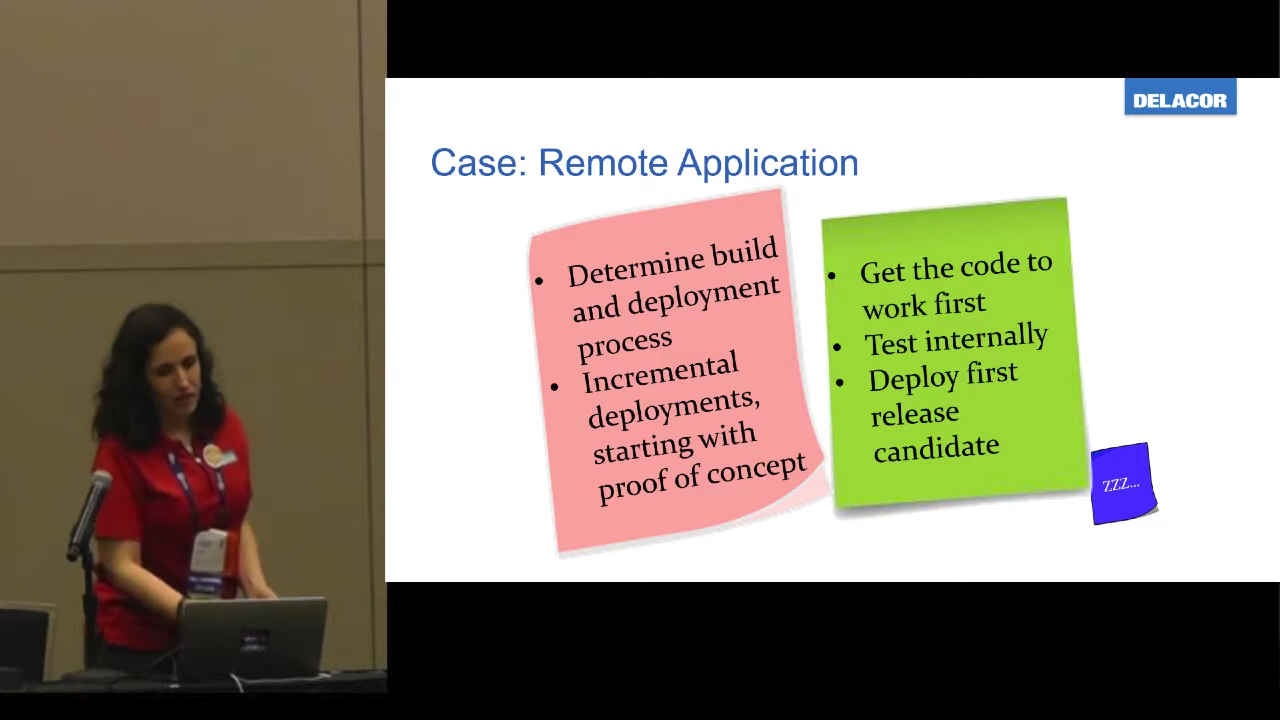 DELACOR
Case: Remote Application
• Determine build
and deployment
process
• Incremental
deployments,
starting with
proof of concept
• Get the code to
work first
• Test internally
• Deploy first
release
candidate
ZZZ...